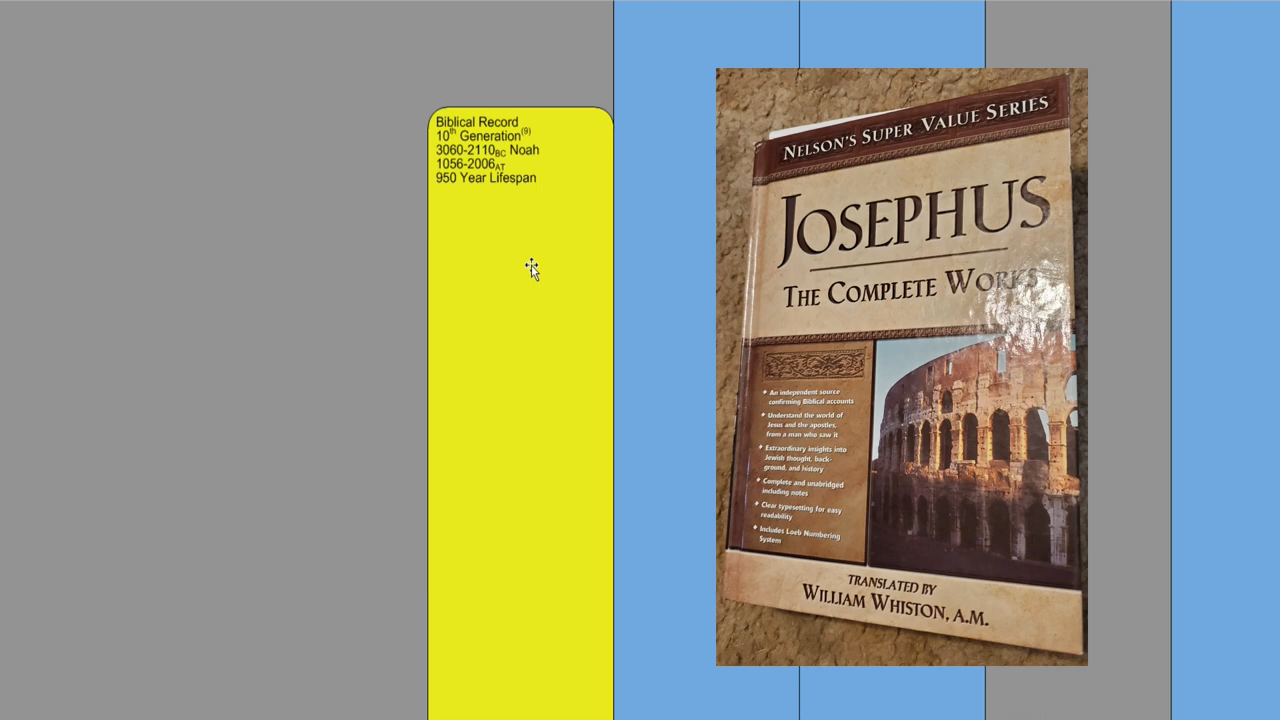 Biblical Record
10th Generation(9)
3060-2110BC Noah
1056-2006AT
950 Year Lifespan
NELSON'S SUPER VALUE SERIES
JOSEPHUS
THE COMPLETE WORKS
An independent source
confirming Biblical accounts
Understand the world of
Jesus and the apostles,
from a man who saw it
Extraordinary insights into
Jewish thought, back-
ground, and history
Complete and unabridged
including notes
Clear typesetting for easy
readability
Includes Loeb Numbering
System
TRANSLATED BY
WILLIAM WHISTON, A.M.